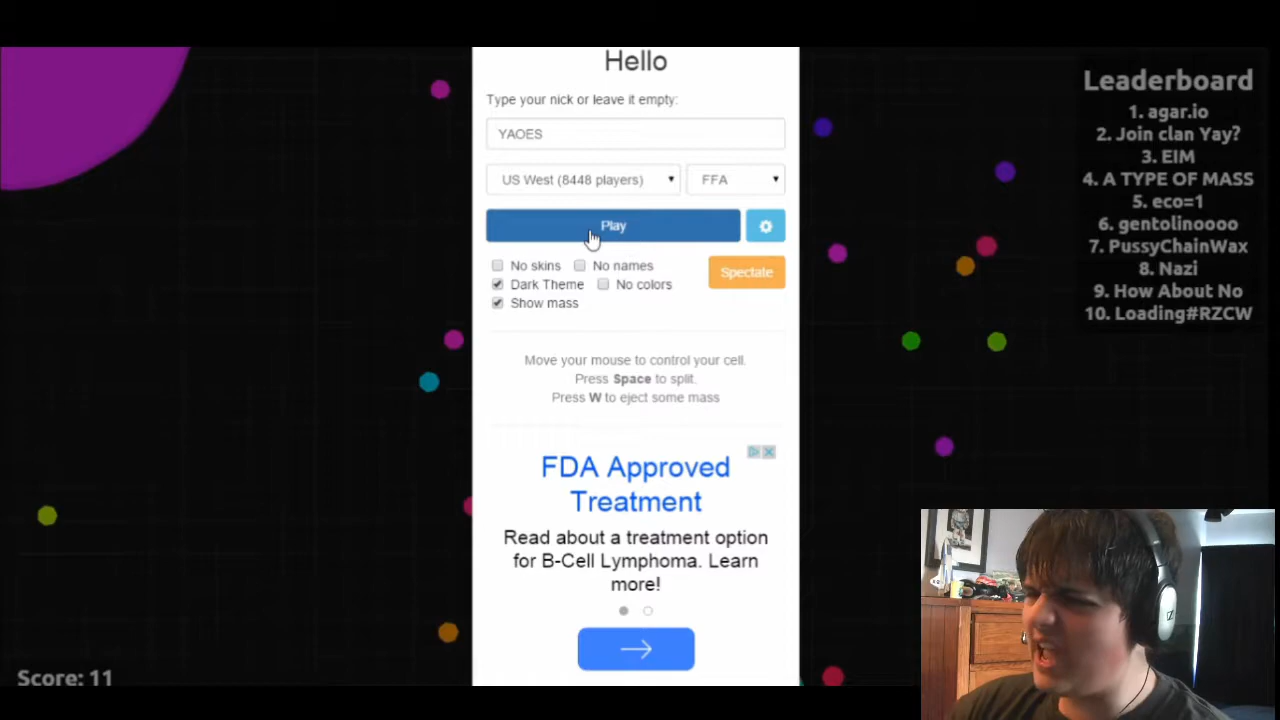 Hello
Type your nick or leave it empty:
YAOES
US West (8448 players)
FFA
Play
No skins
No names
Spectate
Dark Theme
No colors
Show mass
Move your mouse to control your cell.
Press Space to split.
Press W to eject some mass
FDA Approved
Treatment
Read about a treatment option
for B-Cell Lymphoma. Learn
more!
Score: 11
Leaderboard
1. agar.io
2. Join clan Yay?
3. EIM
4. A TYPE OF MASS
5. eco=1
6. gentolinoooo
7. PussyChainWax
8. Nazi
9. How About No
10. Loading#RZCW